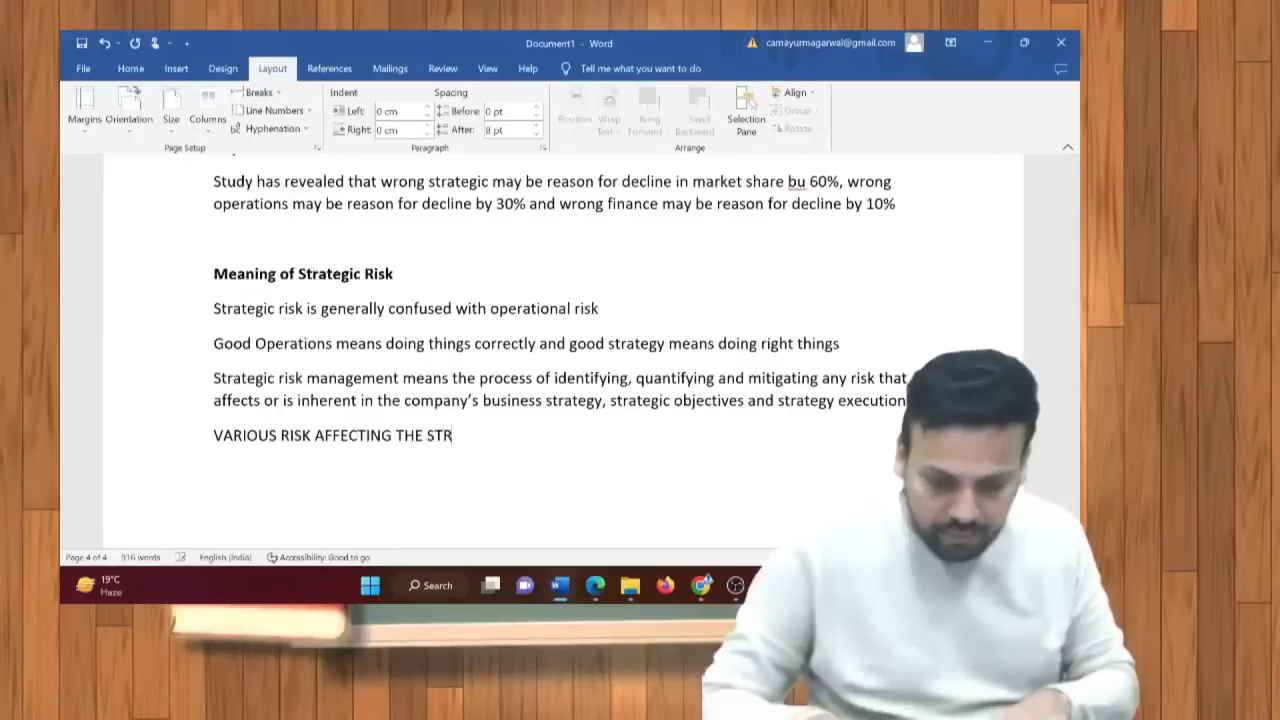 Document1 - Word
camayurmagarwal@gmail.com
File Home Insert Design Layout References Mailings Review View Help Tell me what you want to do
Margins Orientation Size Columns
Breaks
Line Numbers
Hyphenation
Page Setup
Indent Spacing
Left: 0 cm Before: 0 pt
Right: 0 cm After: 8 pt
Paragraph
Position Wrap Text Bring Forward Send Backward Selection Pane
Align
Group
Rotate
Arrange
Study has revealed that wrong strategic may be reason for decline in market share bu 60%, wrong
operations may be reason for decline by 30% and wrong finance may be reason for decline by 10%
Meaning of Strategic Risk
Strategic risk is generally confused with operational risk
Good Operations means doing things correctly and good strategy means doing right things
Strategic risk management means the process of identifying, quantifying and mitigating any risk that
affects or is inherent in the company's business strategy, strategic objectives and strategy execution
VARIOUS RISK AFFECTING THE STR
Page 4 of 4 916 words English (India) Accessibility: Good to go
19°C
Haze
Search